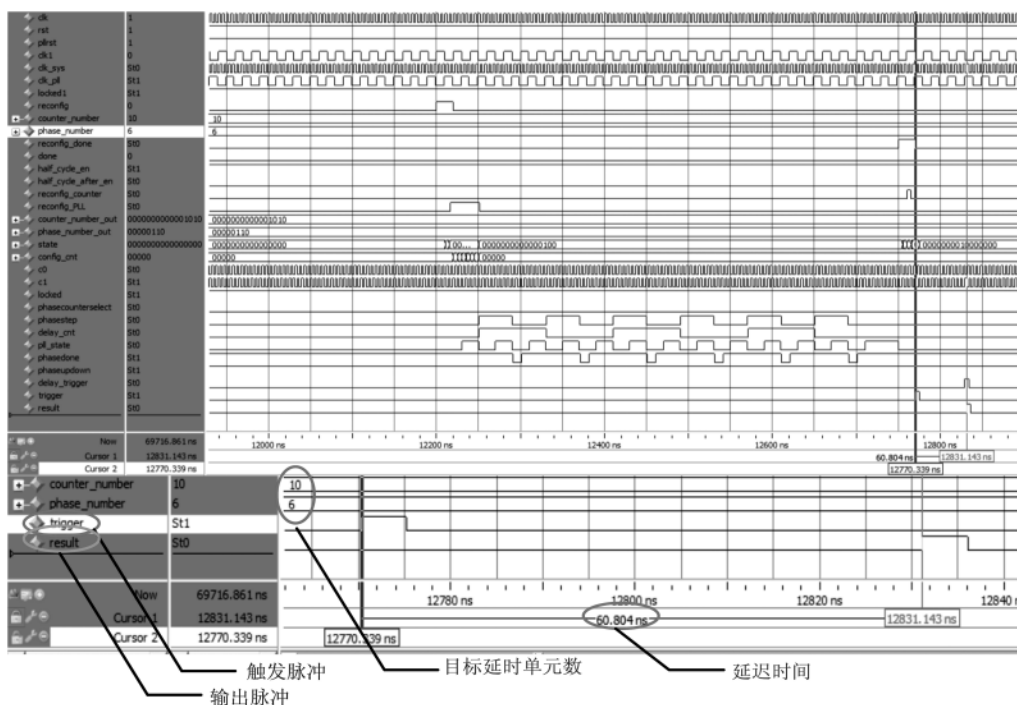 clk 1
rst 1
pllrst 1
clk1 0
clk_sys St0
clk_pll St1
locked1 St1
reconfig 0
counter_number 10 10
phase_number 6 6
reconfig_done St0
done 0
half_cycle_en St1
half_cycle_after_en St0
reconfig_counter St0
reconfig_PLL St0
counter_number_out 0000000000001010 0000000000001010
phase_number_out 00000110 00000110
state 0000000000000000 0000000000000000 00... 0000000000000100 0000000010000000
config_cnt 00000 00000 00000
c0 St0
c1 St1
locked St1
phasecounterselect St0
phasestep St0
delay_cnt St0
pll_state St0
phasedone St1
phaseupdown St1
delay_trigger St0
trigger St1
result St0
Now 69716.861 ns 12000 ns 12200 ns 12400 ns 12600 ns 12800 ns
Cursor 1 12831.143 ns 60.804 ns 12831.143 ns
Cursor 2 12770.339 ns 12770.339 ns
counter_number 10 10
phase_number 6 6
trigger St1
result St0
Now 69716.861 ns 12780 ns 12800 ns 12820 ns 12840
Cursor 1 12831.143 ns 60.804 ns 12831.143 ns
Cursor 2 12770.339 ns 12770.339 ns
触发脉冲 目标延时单元数 延迟时间
输出脉冲